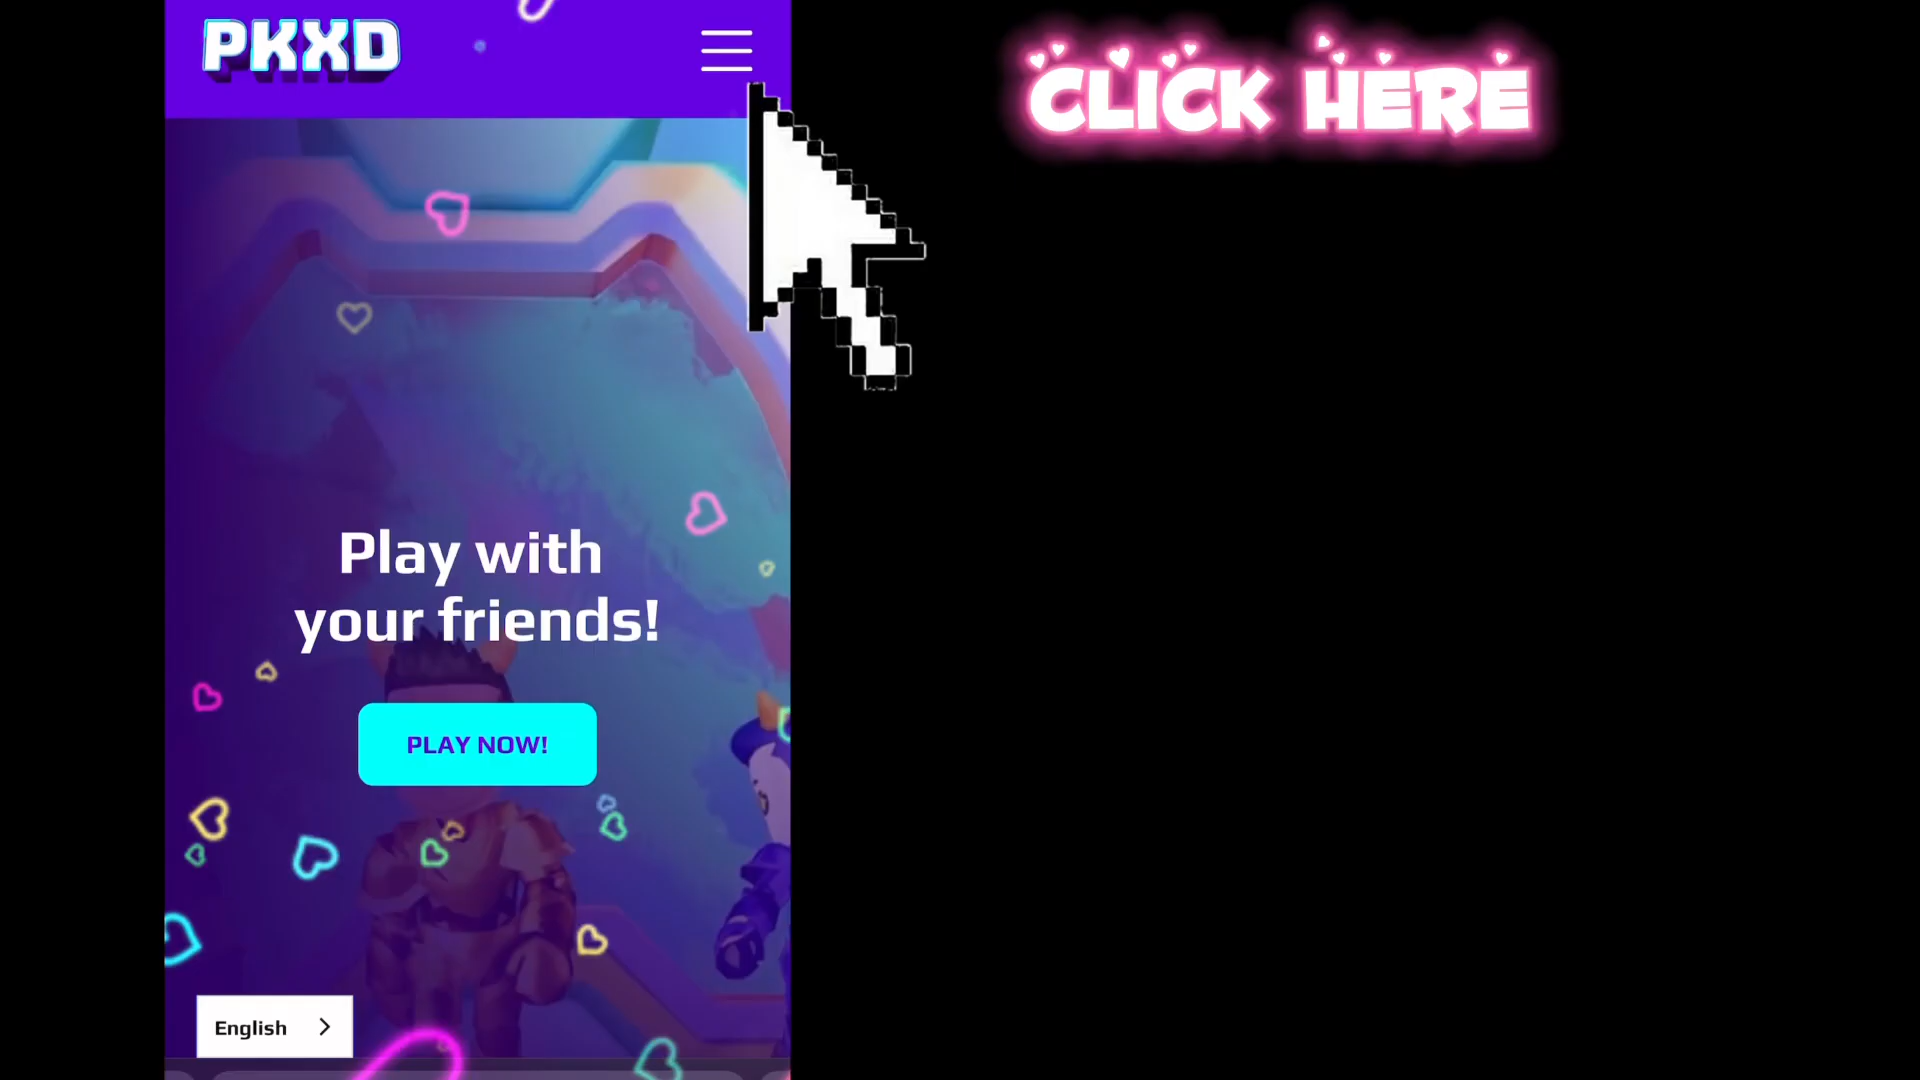 PKXD
CLICK HERE
Play with
your friends!
PLAY NOW!
English